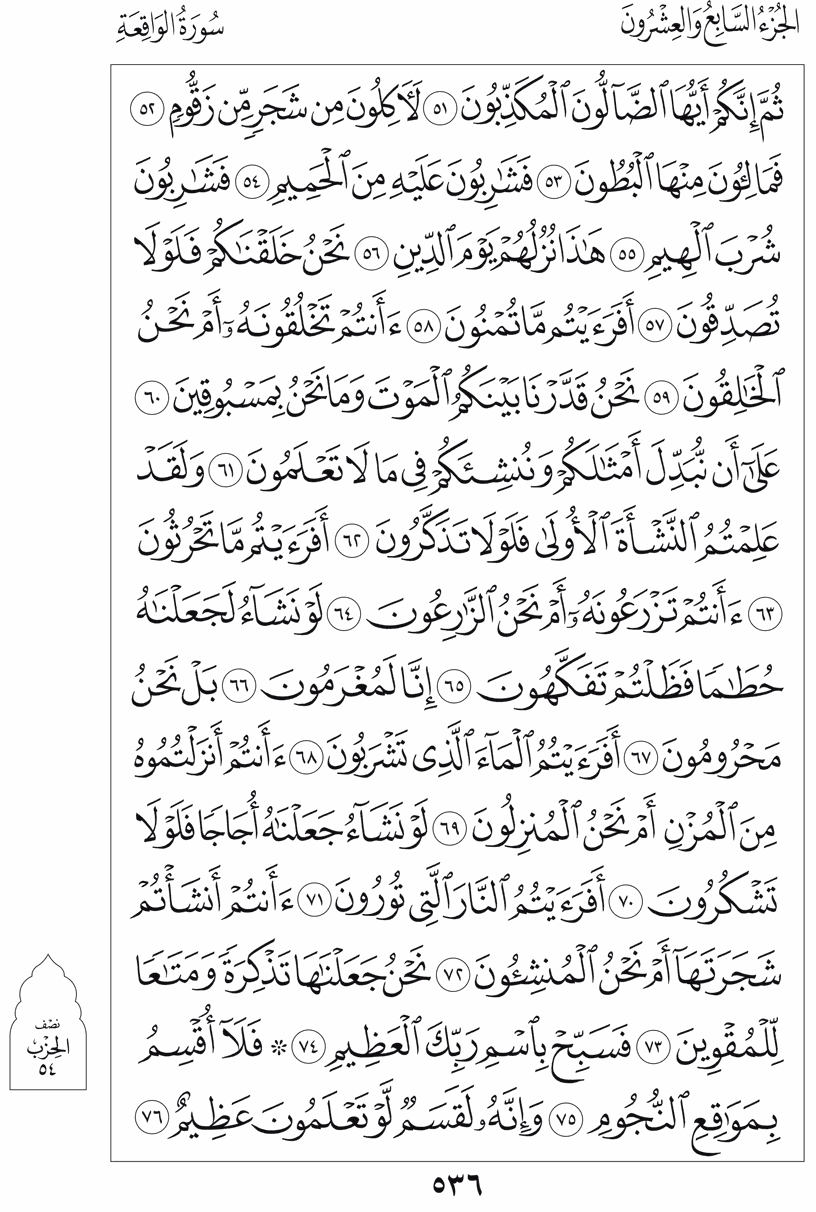 الجُزْءُ السَّابِعُ وَالعِشْرُونَ
سُورَةُ الوَاقِعَةِ
ثُمَّ إِنَّكُمْ أَيُّهَا ٱلضَّآلُّونَ ٱلْمُكَذِّبُونَ ٥١ لَأٓكِلُونَ مِن شَجَرٍ مِّن زَقُّومٍ ٥٢
فَمَالِـُٔونَ مِنْهَا ٱلْبُطُونَ ٥٣ فَشَٰرِبُونَ عَلَيْهِ مِنَ ٱلْحَمِيمِ ٥٤ فَشَٰرِبُونَ
شُرْبَ ٱلْهِيمِ ٥٥ هَٰذَا نُزُلُهُمْ يَوْمَ ٱلدِّينِ ٥٦ نَحْنُ خَلَقْنَٰكُمْ فَلَوْلَا
تُصَدِّقُونَ ٥٧ أَفَرَءَيْتُم مَّا تُمْنُونَ ٥٨ ءَأَنتُمْ تَخْلُقُونَهُۥٓ أَمْ نَحْنُ
ٱلْخَٰلِقُونَ ٥٩ نَحْنُ قَدَّرْنَا بَيْنَكُمُ ٱلْمَوْتَ وَمَا نَحْنُ بِمَسْبُوقِينَ ٦٠
عَلَىٰٓ أَن نُّبَدِّلَ أَمْثَٰلَكُمْ وَنُنشِئَكُمْ فِى مَا لَا تَعْلَمُونَ ٦١ وَلَقَدْ
عَلِمْتُمُ ٱلنَّشْأَةَ ٱلْأُولَىٰ فَلَوْلَا تَذَكَّرُونَ ٦٢ أَفَرَءَيْتُم مَّا تَحْرُثُونَ
٦٣ ءَأَنتُمْ تَزْرَعُونَهُۥٓ أَمْ نَحْنُ ٱلزَّٰرِعُونَ ٦٤ لَوْ نَشَآءُ لَجَعَلْنَٰهُ
حُطَٰمًا فَظَلْتُمْ تَفَكَّهُونَ ٦٥ إِنَّا لَمُغْرَمُونَ ٦٦ بَلْ نَحْنُ
مَحْرُومُونَ ٦٧ أَفَرَءَيْتُمُ ٱلْمَآءَ ٱلَّذِى تَشْرَبُونَ ٦٨ ءَأَنتُمْ أَنزَلْتُمُوهُ
مِنَ ٱلْمُزْنِ أَمْ نَحْنُ ٱلْمُنزِلُونَ ٦٩ لَوْ نَشَآءُ جَعَلْنَٰهُ أُجَاجًا فَلَوْلَا
تَشْكُرُونَ ٧٠ أَفَرَءَيْتُمُ ٱلنَّارَ ٱلَّتِى تُورُونَ ٧١ ءَأَنتُمْ أَنشَأْتُمْ
شَجَرَتَهَآ أَمْ نَحْنُ ٱلْمُنشِـُٔونَ ٧٢ نَحْنُ جَعَلْنَٰهَا تَذْكِرَةً وَمَتَٰعًا
لِّلْمُقْوِينَ ٧٣ فَسَبِّحْ بِٱسْمِ رَبِّكَ ٱلْعَظِيمِ ٧٤ ۞ فَلَآ أُقْسِمُ
بِمَوَٰقِعِ ٱلنُّجُومِ ٧٥ وَإِنَّهُۥ لَقَسَمٌ لَّوْ تَعْلَمُونَ عَظِيمٌ ٧٦
نصف
الحزب
٥٤
٥٣٦